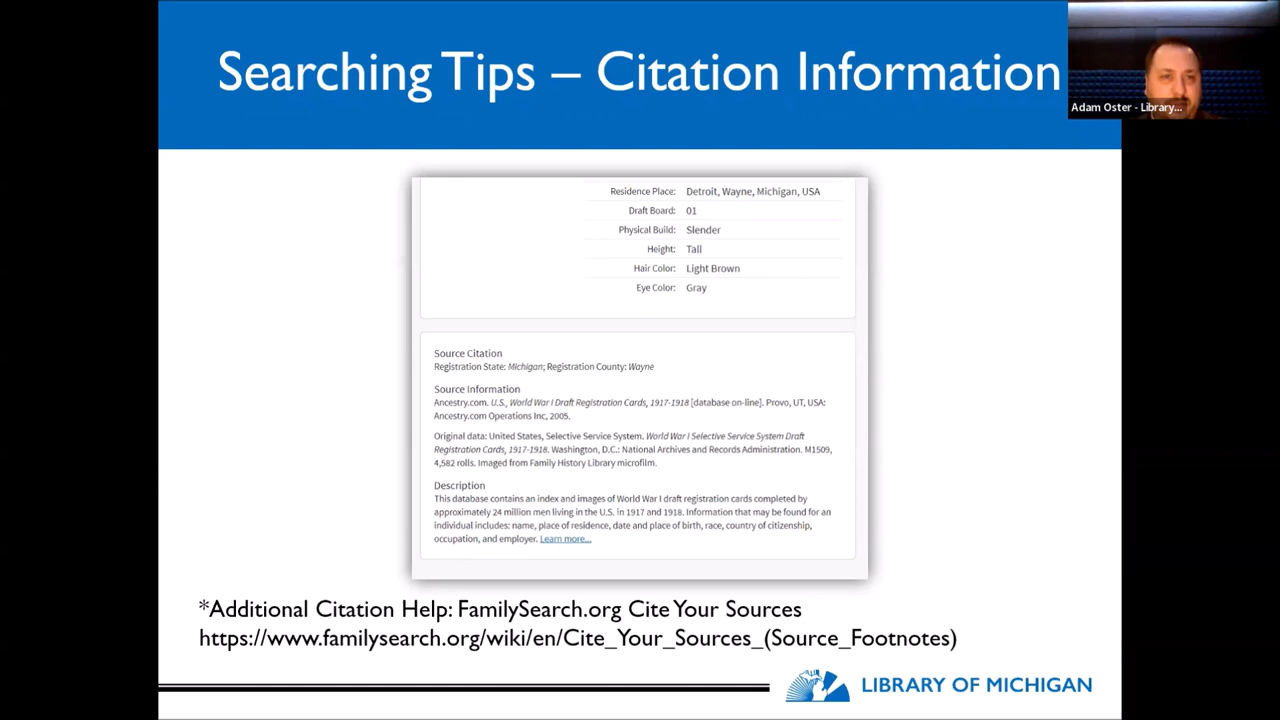 Searching Tips – Citation Information
Adam Oster - Library...
Residence Place: Detroit, Wayne, Michigan, USA
Draft Board: 01
Physical Build: Slender
Height: Tall
Hair Color: Light Brown
Eye Color: Gray
Source Citation
Registration State: Michigan; Registration County: Wayne
Source Information
Ancestry.com. U.S., World War I Draft Registration Cards, 1917-1918 [database on-line]. Provo, UT, USA:
Ancestry.com Operations Inc, 2005.
Original data: United States, Selective Service System. World War I Selective Service System Draft
Registration Cards, 1917-1918. Washington, D.C.: National Archives and Records Administration. M1509,
4,582 rolls. Imaged from Family History Library microfilm.
Description
This database contains an index and images of World War I draft registration cards completed by
approximately 24 million men living in the U.S. in 1917 and 1918. Information that may be found for an
individual includes: name, place of residence, date and place of birth, race, country of citizenship,
occupation, and employer. Learn more...
*Additional Citation Help: FamilySearch.org Cite Your Sources
https://www.familysearch.org/wiki/en/Cite_Your_Sources_(Source_Footnotes)
LIBRARY OF MICHIGAN